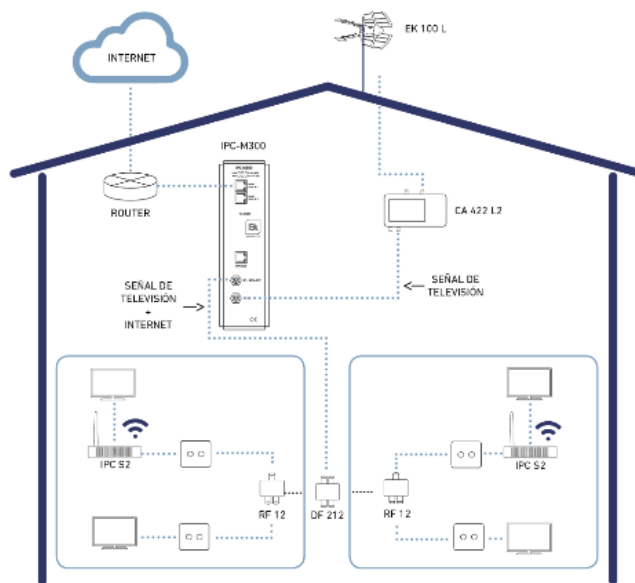 INTERNET
EK 100 L
IPC-M300
ROUTER
CA 422 L2
SEÑAL DE
TELEVISIÓN
+
INTERNET
SEÑAL DE
TELEVISIÓN
IPC S2
IPC S2
RF 12
DF 212
RF 12